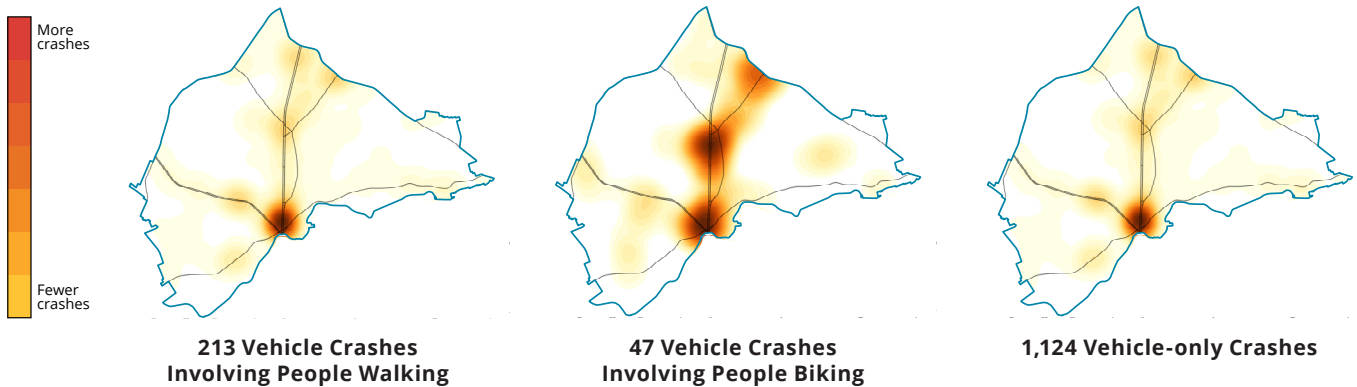 More
crashes
Fewer
crashes
213 Vehicle Crashes
Involving People Walking
47 Vehicle Crashes
Involving People Biking
1,124 Vehicle-only Crashes